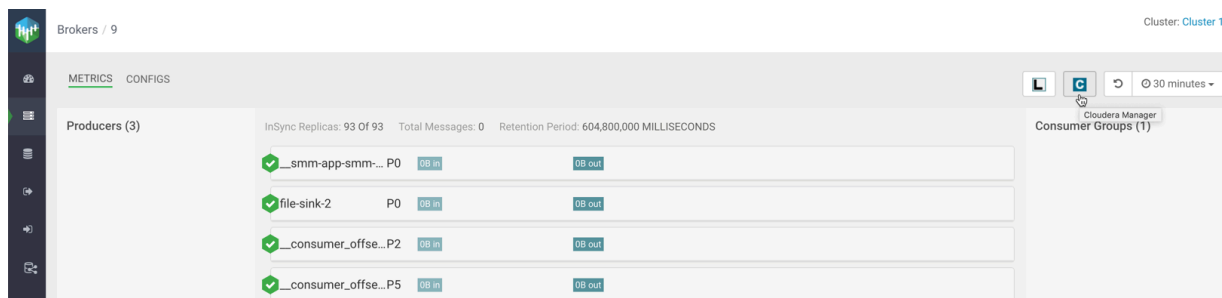 Brokers / 9
Cluster: Cluster 1
METRICS CONFIGS
L C 30 minutes
Cloudera Manager
Producers (3)
InSync Replicas: 93 Of 93 Total Messages: 0 Retention Period: 604,800,000 MILLISECONDS
Consumer Groups (1)
__smm-app-smm-... P0 0B in 0B out
file-sink-2 P0 0B in 0B out
__consumer_offse... P2 0B in 0B out
__consumer_offse... P5 0B in 0B out